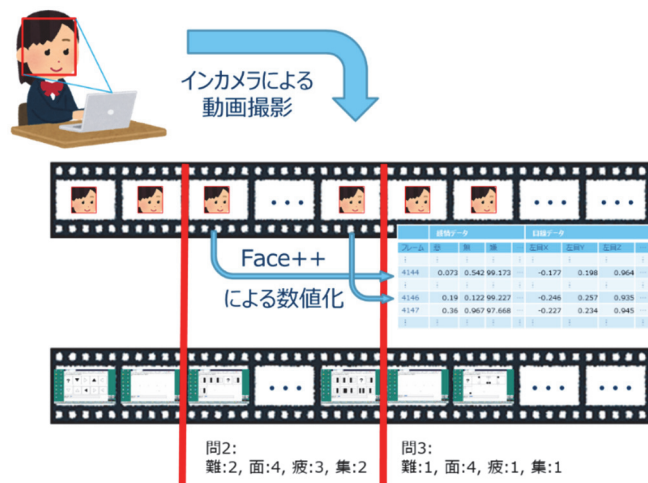 インカメラによる
動画撮影
感情データ 目線データ
フレーム 怒 無 嫌 … 左目X 左目Y 左目Z …
4144 0.073 0.542 99.173 … -0.177 0.198 0.964 …
4146 0.19 0.122 99.227 … -0.246 0.257 0.935 …
4147 0.36 0.967 97.668 … -0.227 0.234 0.945 …
Face++
による数値化
問2:
難:2, 面:4, 疲:3, 集:2
問3:
難:1, 面:4, 疲:1, 集:1